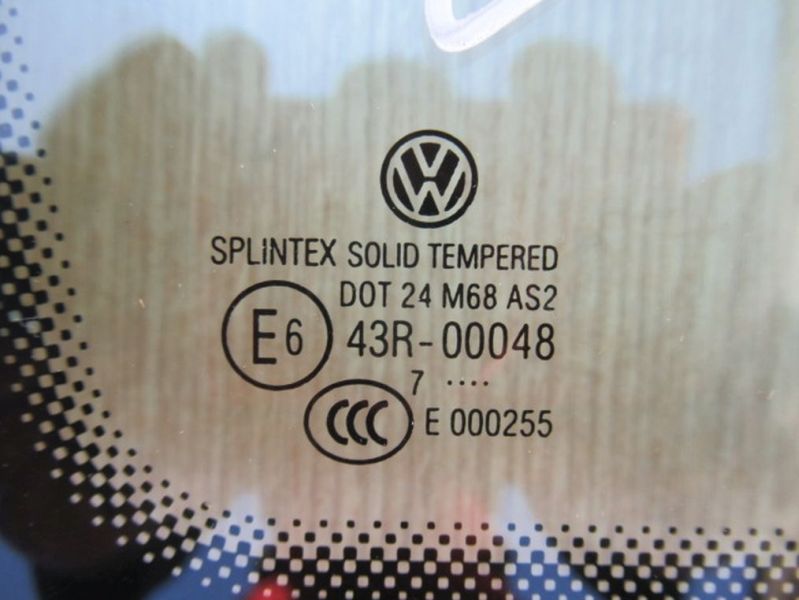 VW
SPLINTEX SOLID TEMPERED
DOT 24 M68 AS2
E6 43R-00048
7 ····
CCC E 000255